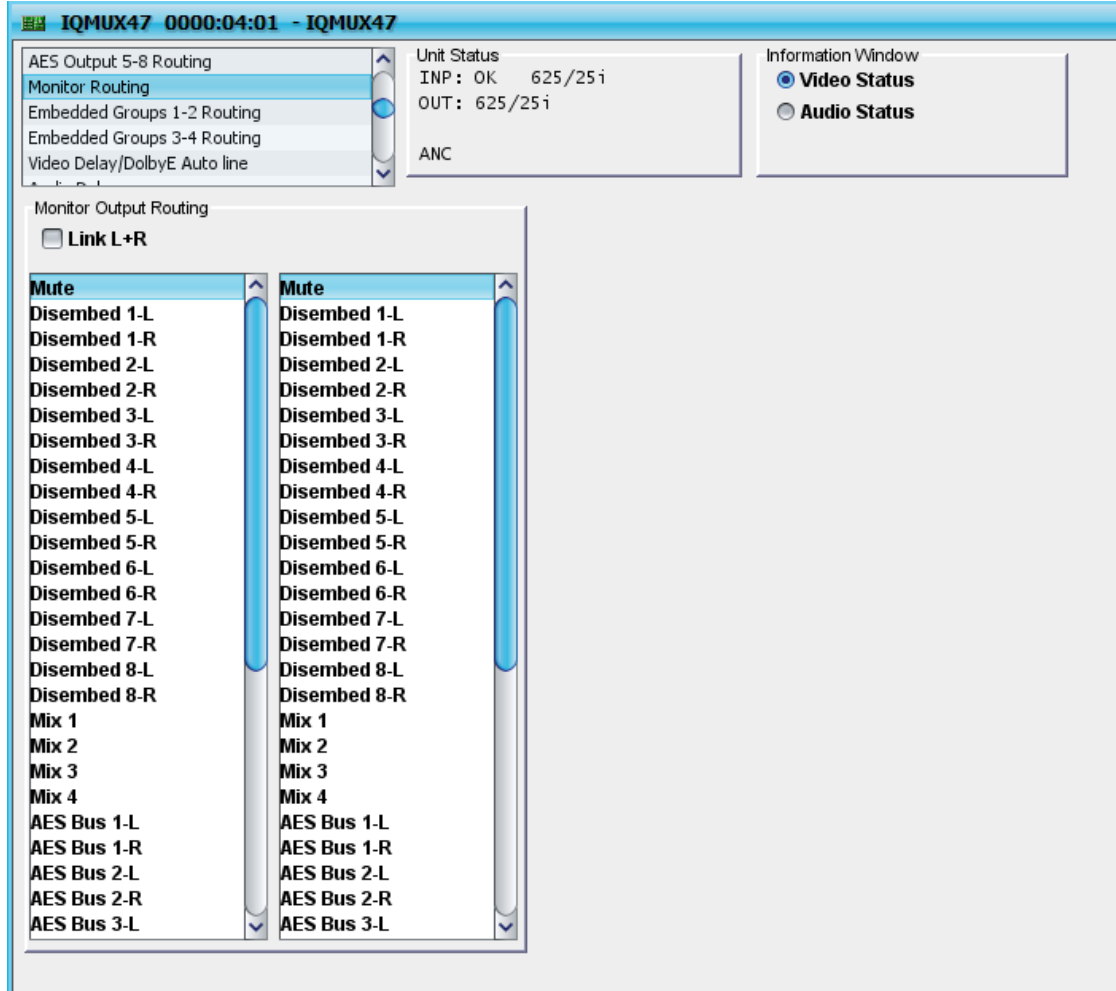 IQMUX47 0000:04:01 - IQMUX47
AES Output 5-8 Routing
Monitor Routing
Embedded Groups 1-2 Routing
Embedded Groups 3-4 Routing
Video Delay/DolbyE Auto line
Unit Status
INP: OK 625/25i
OUT: 625/25i
ANC
Information Window
Video Status
Audio Status
Monitor Output Routing
Link L+R
Mute
Disembed 1-L
Disembed 1-R
Disembed 2-L
Disembed 2-R
Disembed 3-L
Disembed 3-R
Disembed 4-L
Disembed 4-R
Disembed 5-L
Disembed 5-R
Disembed 6-L
Disembed 6-R
Disembed 7-L
Disembed 7-R
Disembed 8-L
Disembed 8-R
Mix 1
Mix 2
Mix 3
Mix 4
AES Bus 1-L
AES Bus 1-R
AES Bus 2-L
AES Bus 2-R
AES Bus 3-L
Mute
Disembed 1-L
Disembed 1-R
Disembed 2-L
Disembed 2-R
Disembed 3-L
Disembed 3-R
Disembed 4-L
Disembed 4-R
Disembed 5-L
Disembed 5-R
Disembed 6-L
Disembed 6-R
Disembed 7-L
Disembed 7-R
Disembed 8-L
Disembed 8-R
Mix 1
Mix 2
Mix 3
Mix 4
AES Bus 1-L
AES Bus 1-R
AES Bus 2-L
AES Bus 2-R
AES Bus 3-L